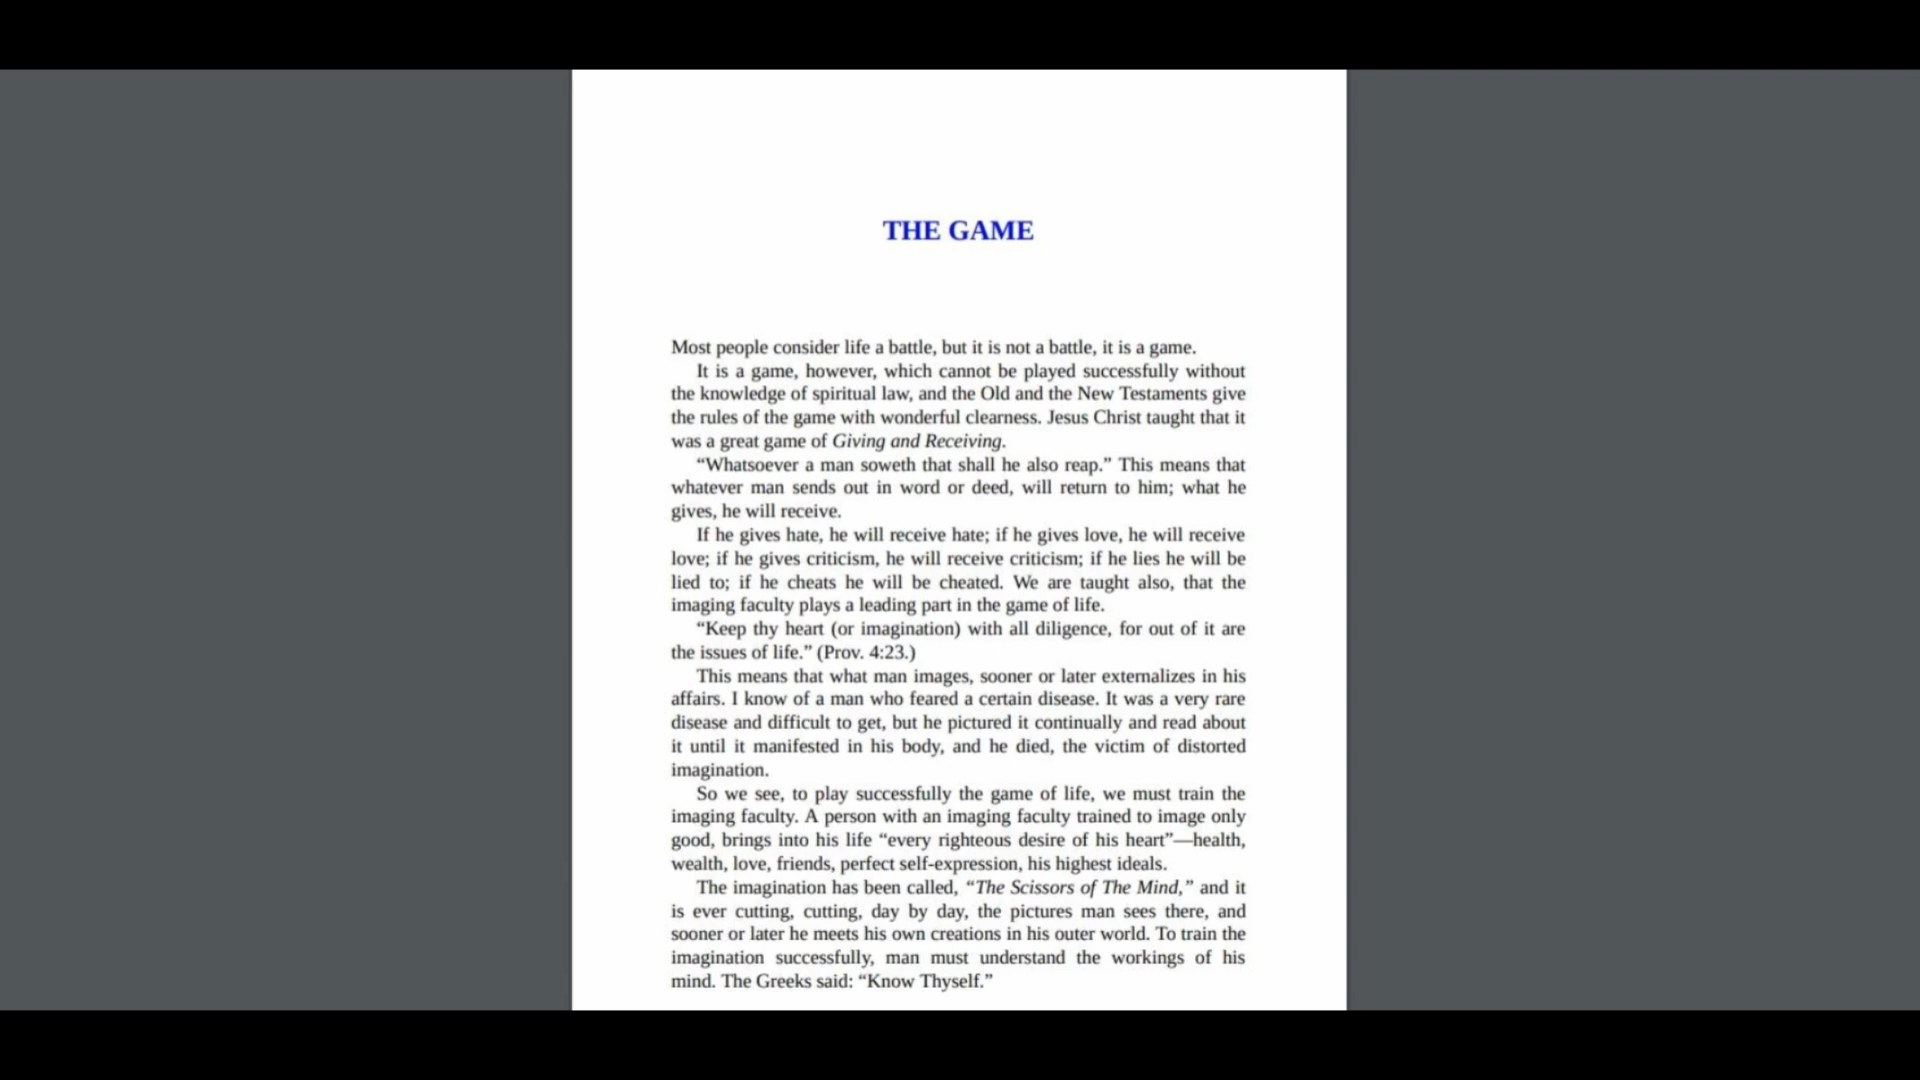 THE GAME
Most people consider life a battle, but it is not a battle, it is a game.
It is a game, however, which cannot be played successfully without
the knowledge of spiritual law, and the Old and the New Testaments give
the rules of the game with wonderful clearness. Jesus Christ taught that it
was a great game of Giving and Receiving.
“Whatsoever a man soweth that shall he also reap.” This means that
whatever man sends out in word or deed, will return to him; what he
gives, he will receive.
If he gives hate, he will receive hate; if he gives love, he will receive
love; if he gives criticism, he will receive criticism; if he lies he will be
lied to; if he cheats he will be cheated. We are taught also, that the
imaging faculty plays a leading part in the game of life.
“Keep thy heart (or imagination) with all diligence, for out of it are
the issues of life.” (Prov. 4:23.)
This means that what man images, sooner or later externalizes in his
affairs. I know of a man who feared a certain disease. It was a very rare
disease and difficult to get, but he pictured it continually and read about
it until it manifested in his body, and he died, the victim of distorted
imagination.
So we see, to play successfully the game of life, we must train the
imaging faculty. A person with an imaging faculty trained to image only
good, brings into his life “every righteous desire of his heart”—health,
wealth, love, friends, perfect self-expression, his highest ideals.
The imagination has been called, “The Scissors of The Mind,” and it
is ever cutting, cutting, day by day, the pictures man sees there, and
sooner or later he meets his own creations in his outer world. To train the
imagination successfully, man must understand the workings of his
mind. The Greeks said: “Know Thyself.”